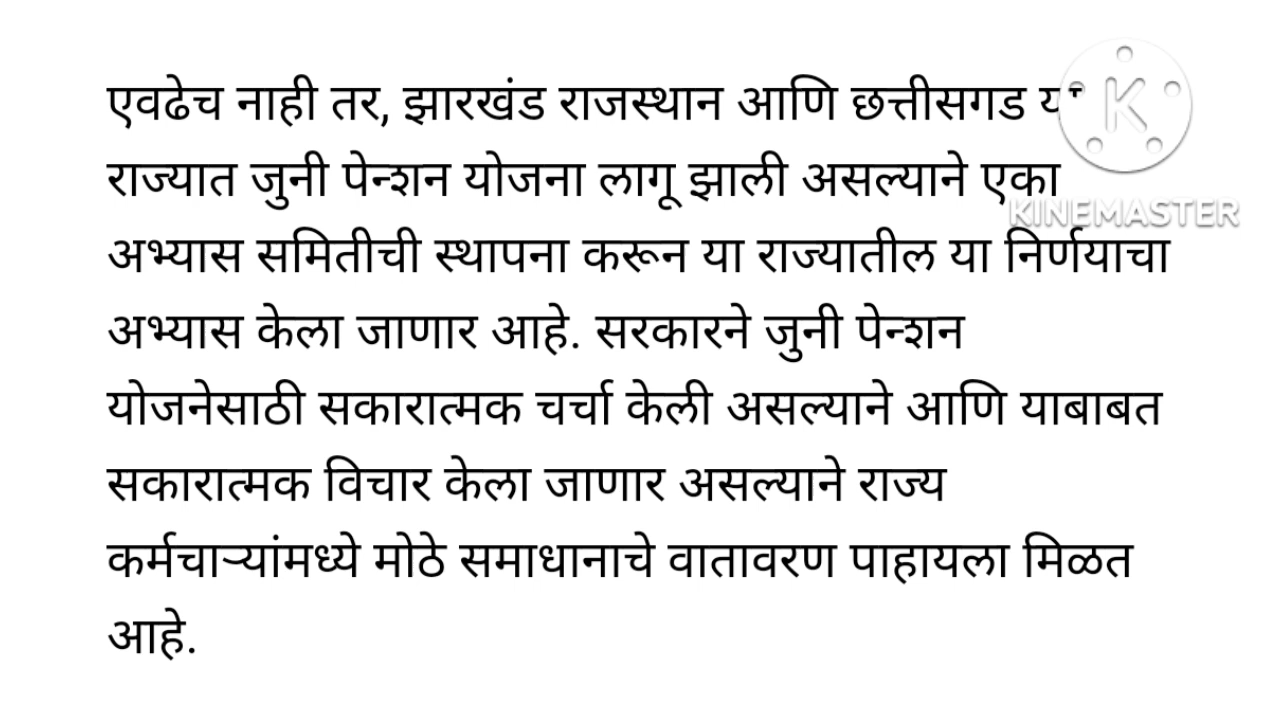 एवढेच नाही तर, झारखंड राजस्थान आणि छत्तीसगड
राज्यात जुनी पेन्शन योजना लागू झाली असल्याने एका
अभ्यास समितीची स्थापना करून या राज्यातील या निर्णयाचा
अभ्यास केला जाणार आहे. सरकारने जुनी पेन्शन
योजनेसाठी सकारात्मक चर्चा केली असल्याने आणि याबाबत
सकारात्मक विचार केला जाणार असल्याने राज्य
कर्मचाऱ्यांमध्ये मोठे समाधानाचे वातावरण पाहायला मिळत
आहे.
K
KINEMASTER